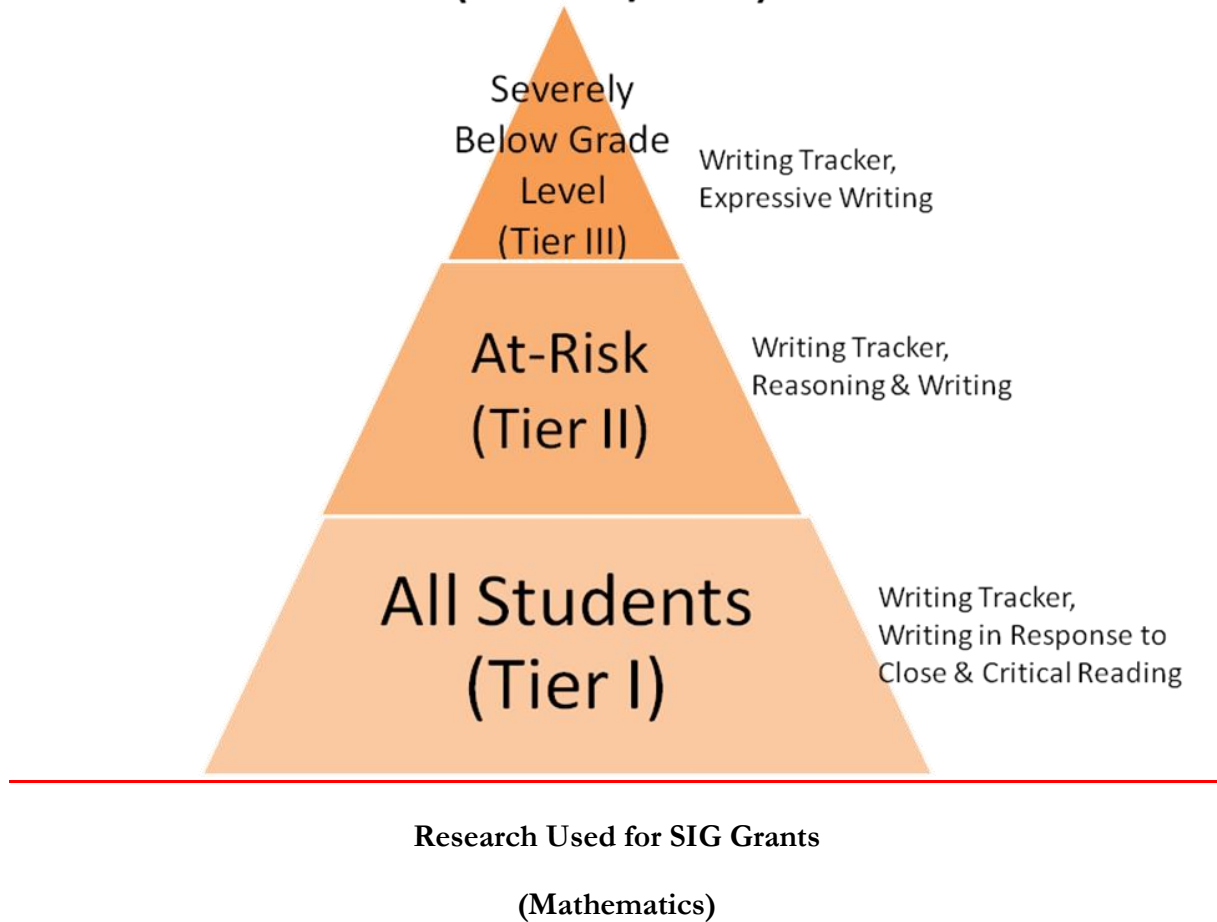 Severely
Below Grade
Level
(Tier III)
Writing Tracker,
Expressive Writing
At-Risk
(Tier II)
Writing Tracker,
Reasoning & Writing
All Students
(Tier I)
Writing Tracker,
Writing in Response to
Close & Critical Reading
Research Used for SIG Grants
(Mathematics)